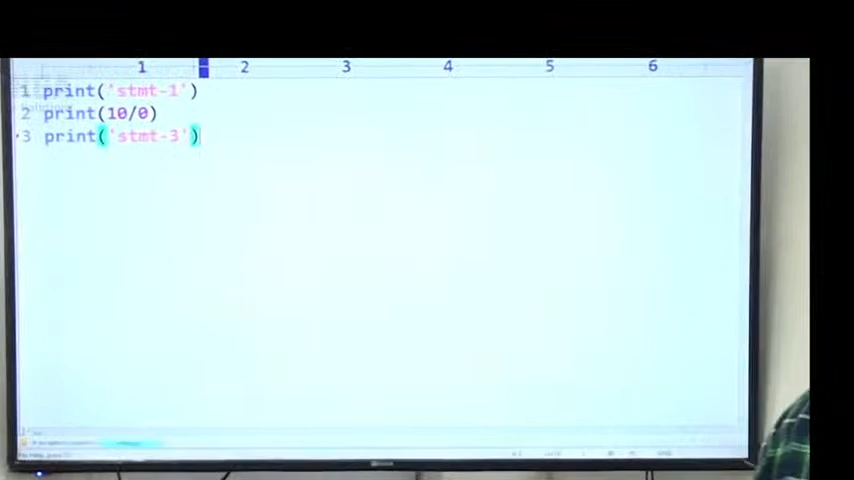 1 2 3 4 5 6
1 print('stmt-1')
2 print(10/0)
3 print('stmt-3')